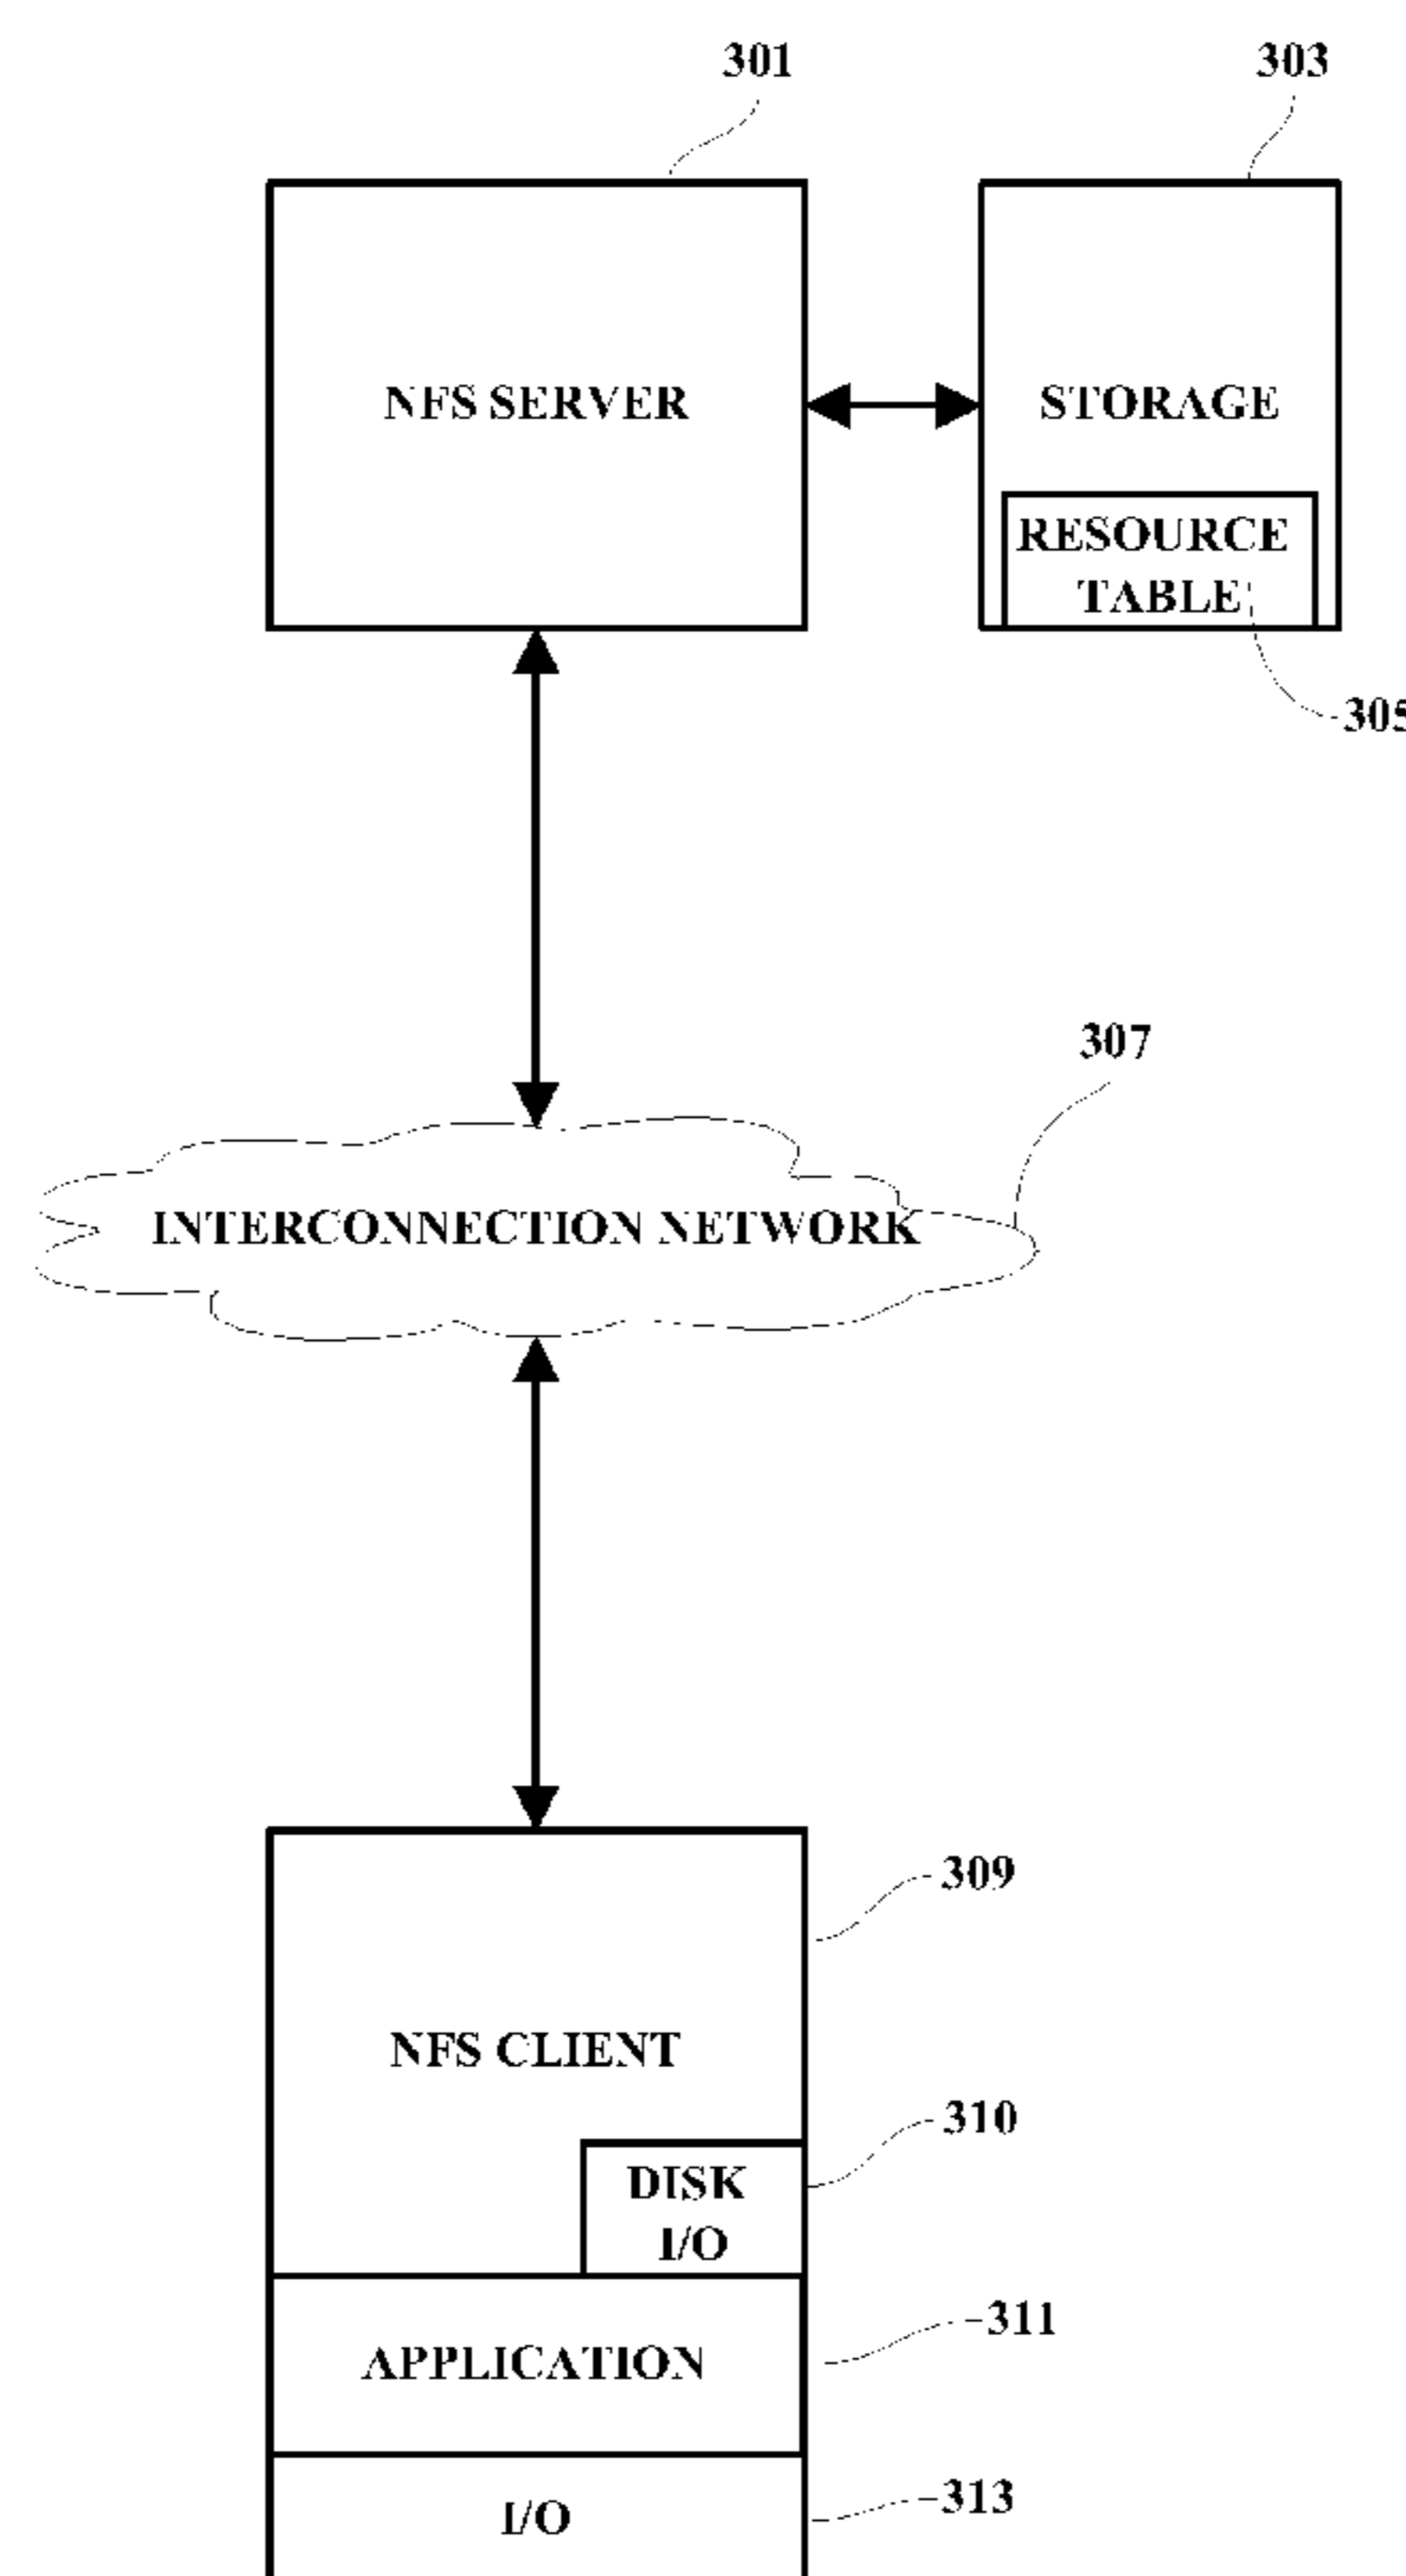 301
303
NFS SERVER
STORAGE
RESOURCE
TABLE
305
307
INTERCONNECTION NETWORK
309
NFS CLIENT
310
DISK
I/O
311
APPLICATION
313
I/O